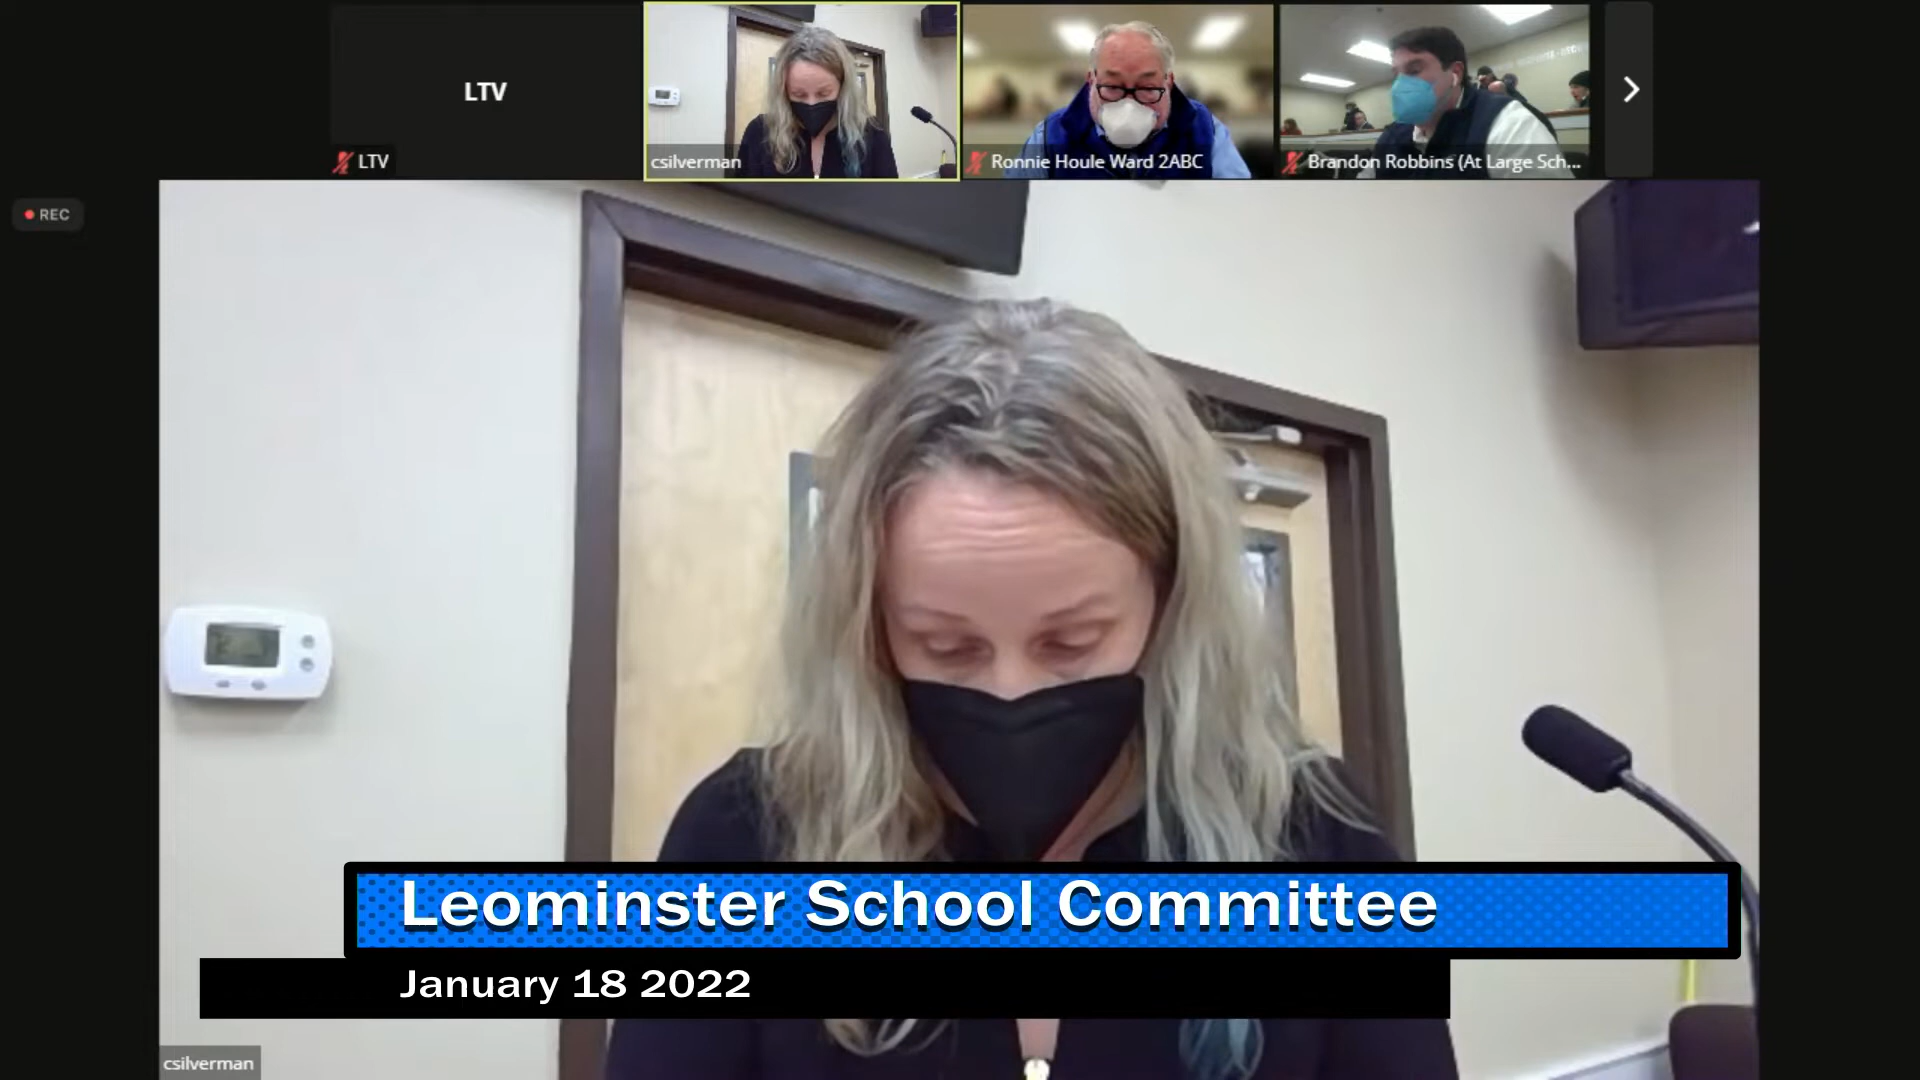 LTV
LTV
csilverman
Ronnie Houle Ward 2ABC
Brandon Robbins (At Large Sch...
REC
Leominster School Committee
January 18 2022
csilverman